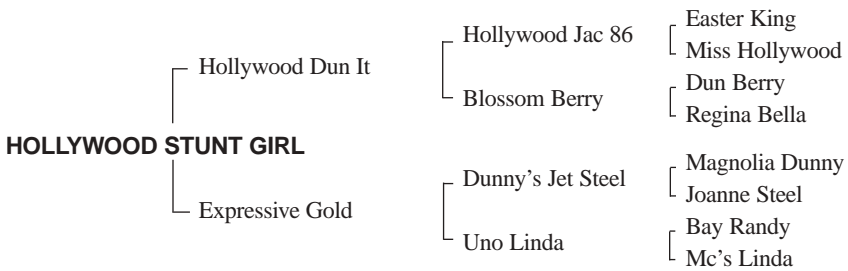 Easter King
Hollywood Jac 86
Miss Hollywood
Hollywood Dun It
Dun Berry
Blossom Berry
Regina Bella
HOLLYWOOD STUNT GIRL
Magnolia Dunny
Dunny's Jet Steel
Joanne Steel
Expressive Gold
Bay Randy
Uno Linda
Mc's Linda